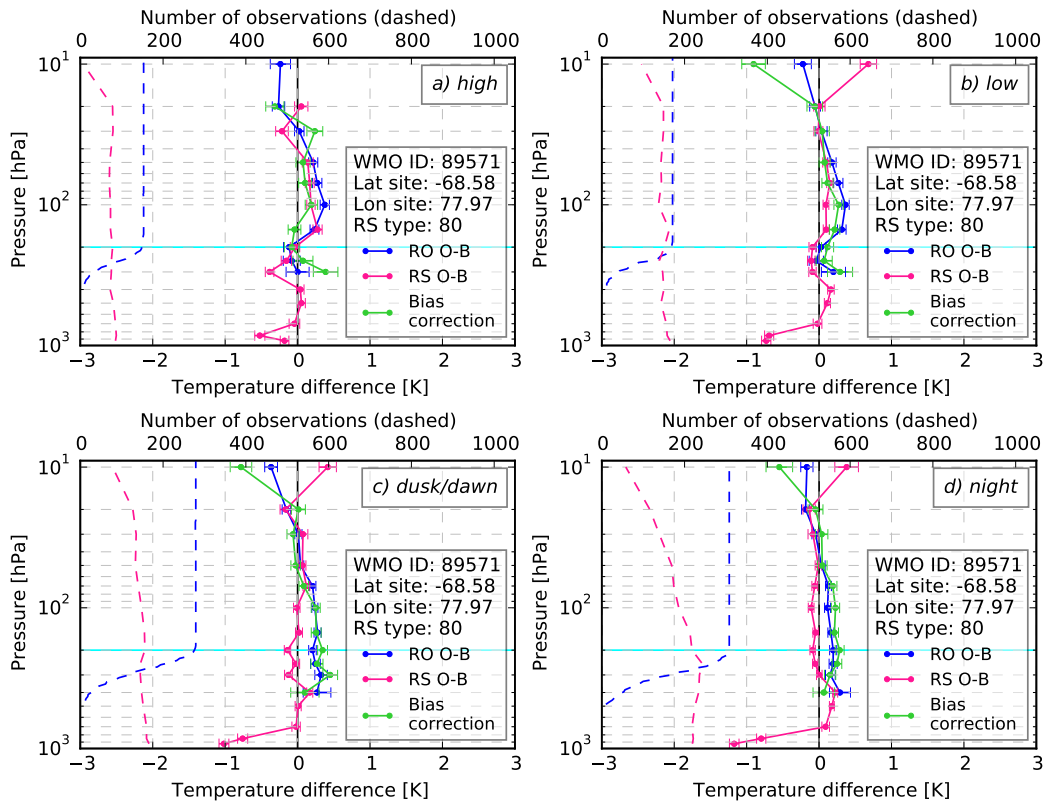 Number of observations (dashed)
0 200 400 600 800 1000
a) high
10¹
10²
10³
Pressure [hPa]
WMO ID: 89571
Lat site: -68.58
Lon site: 77.97
RS type: 80
RO O-B
RS O-B
Bias
correction
−3 −2 −1 0 1 2 3
Temperature difference [K]
Number of observations (dashed)
0 200 400 600 800 1000
b) low
10¹
10²
10³
Pressure [hPa]
WMO ID: 89571
Lat site: -68.58
Lon site: 77.97
RS type: 80
RO O-B
RS O-B
Bias
correction
−3 −2 −1 0 1 2 3
Temperature difference [K]
Number of observations (dashed)
0 200 400 600 800 1000
c) dusk/dawn
10¹
10²
10³
Pressure [hPa]
WMO ID: 89571
Lat site: -68.58
Lon site: 77.97
RS type: 80
RO O-B
RS O-B
Bias
correction
−3 −2 −1 0 1 2 3
Temperature difference [K]
Number of observations (dashed)
0 200 400 600 800 1000
d) night
10¹
10²
10³
Pressure [hPa]
WMO ID: 89571
Lat site: -68.58
Lon site: 77.97
RS type: 80
RO O-B
RS O-B
Bias
correction
−3 −2 −1 0 1 2 3
Temperature difference [K]